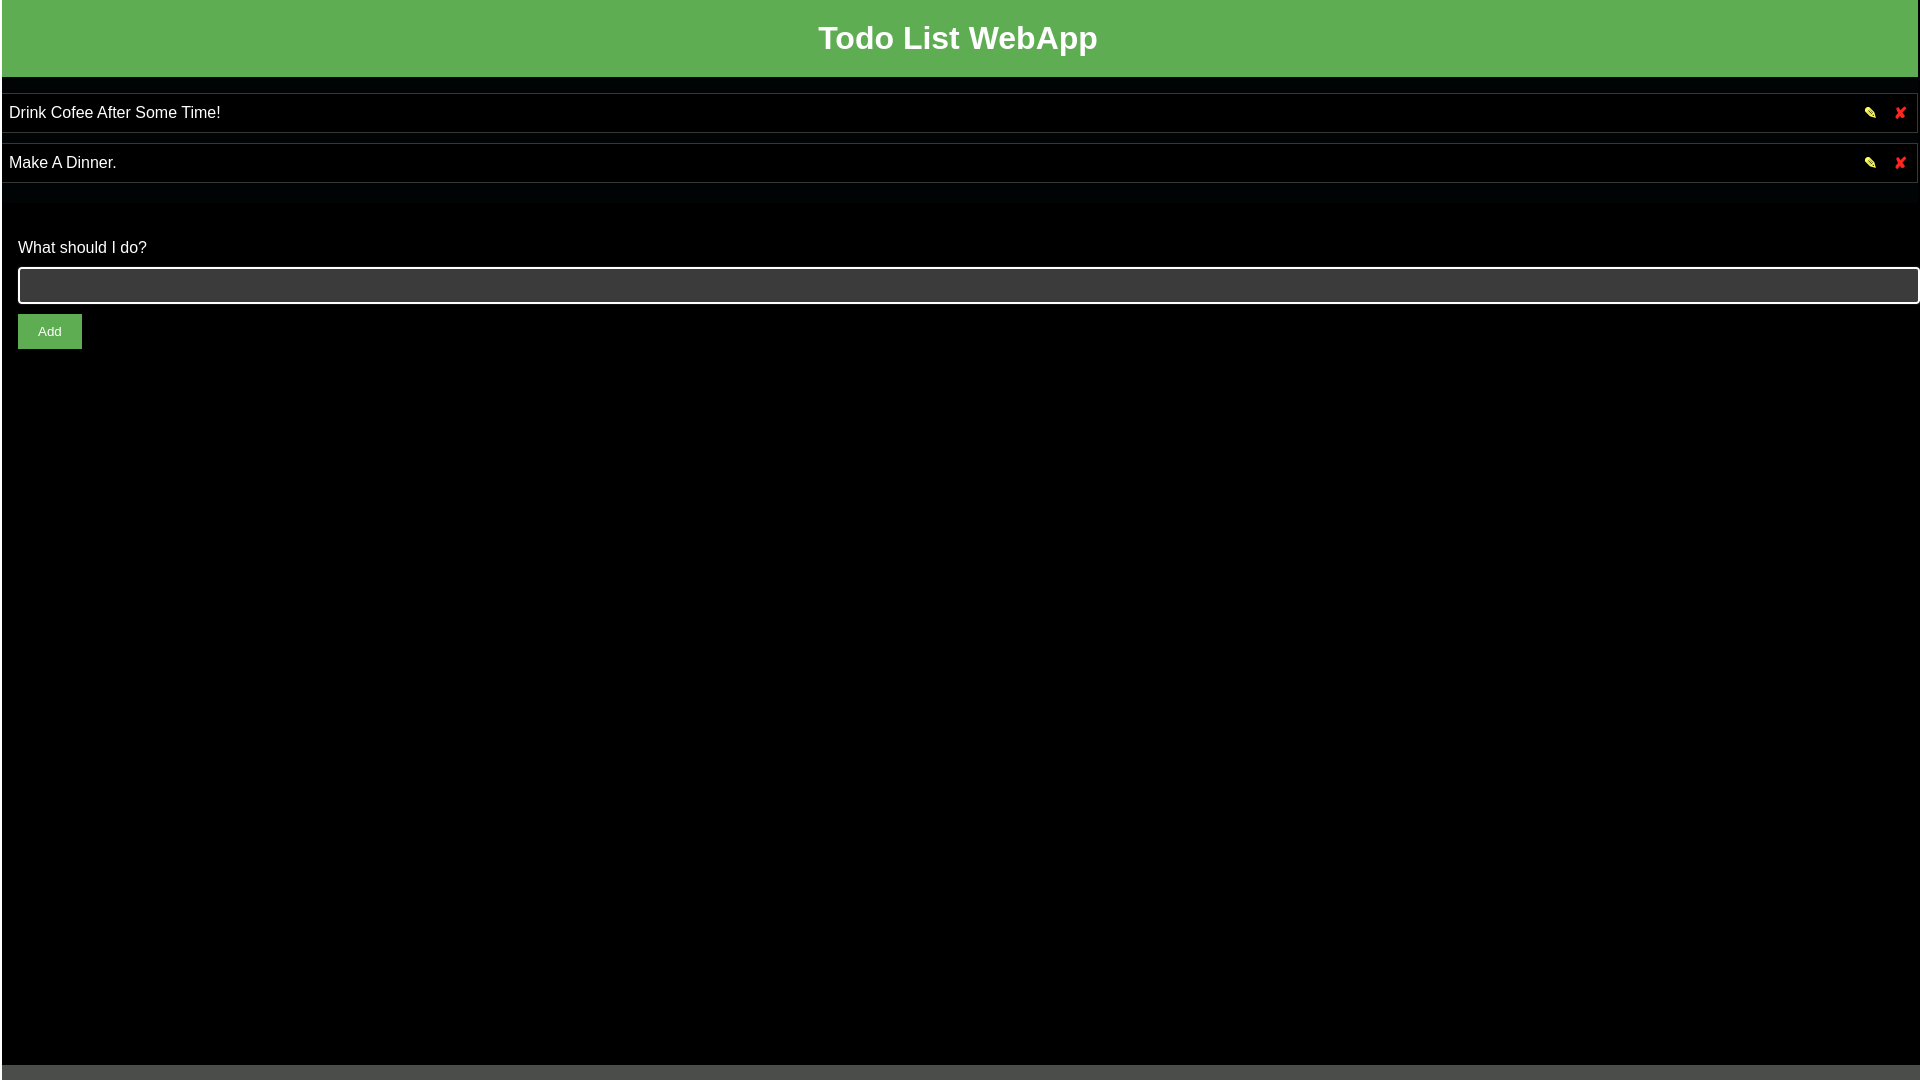 Todo List WebApp
Drink Cofee After Some Time! ✎ ✘
Make A Dinner. ✎ ✘
What should I do?
Add